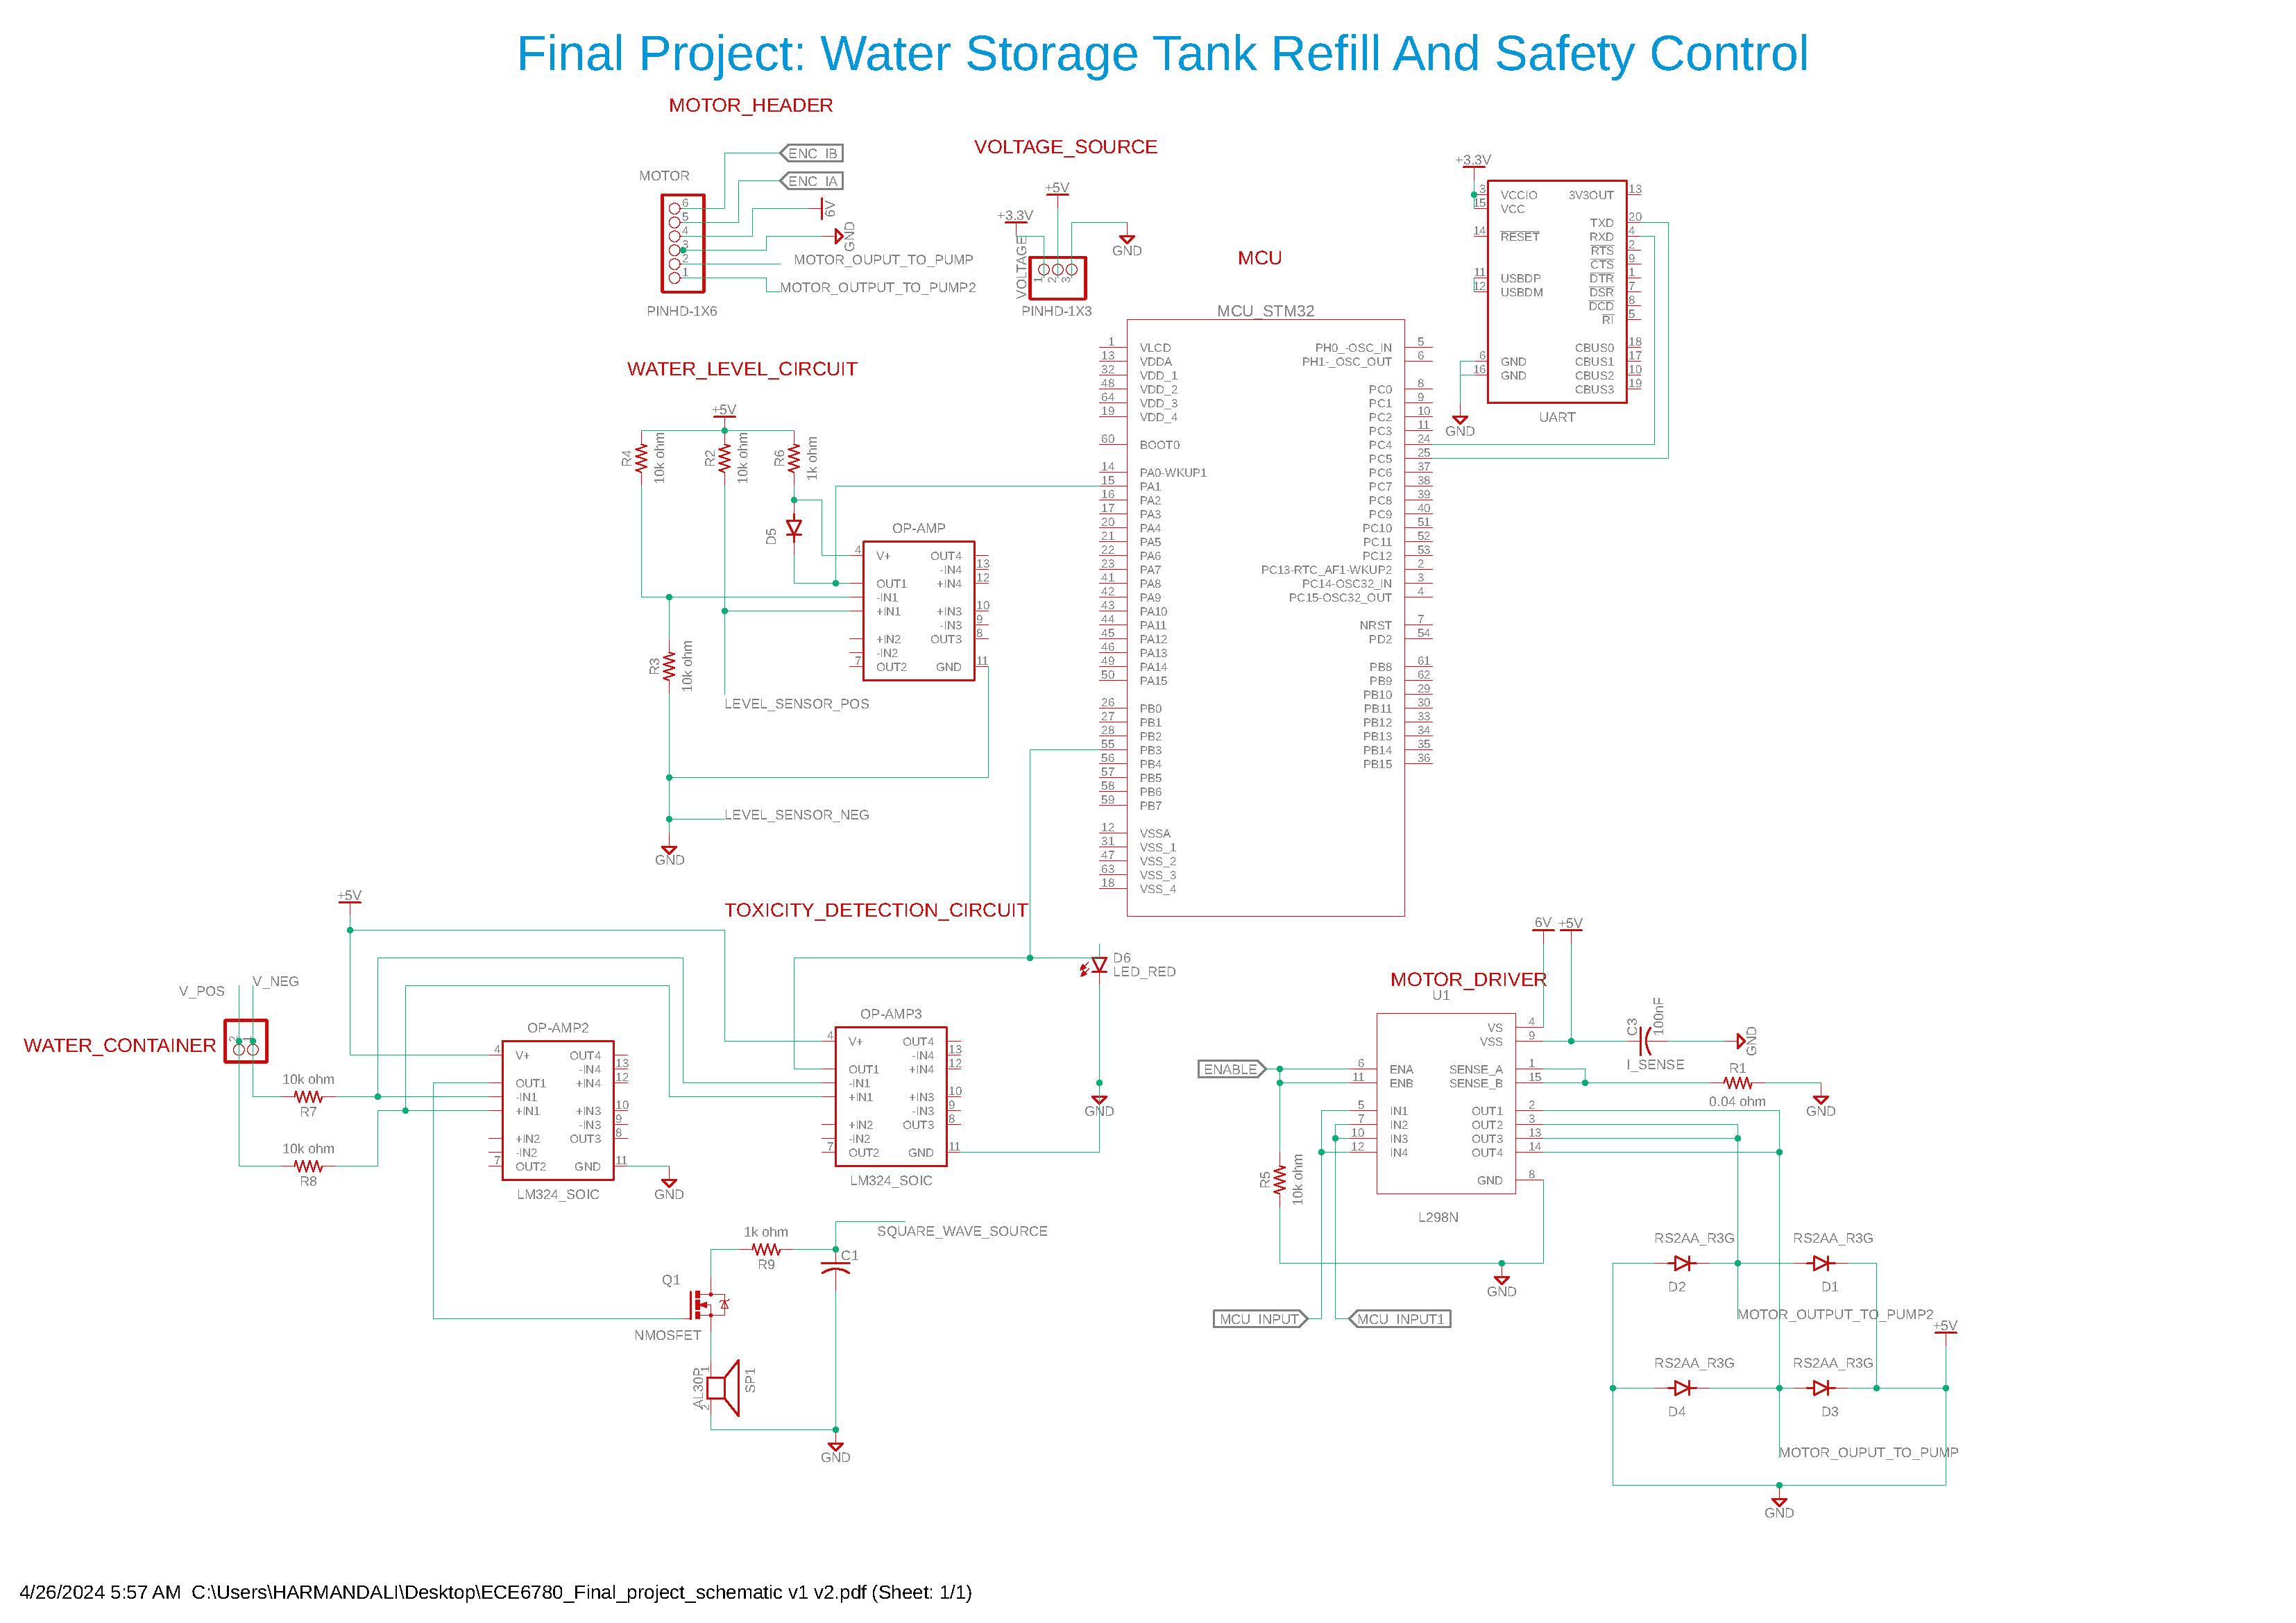 Final Project: Water Storage Tank Refill And Safety Control
MOTOR_HEADER
ENC_IB
ENC_IA
MOTOR
6
5
4
3
2
1
6V
GND
MOTOR_OUPUT_TO_PUMP
MOTOR_OUTPUT_TO_PUMP2
PINHD-1X6
VOLTAGE_SOURCE
+5V
+3.3V
GND
VOLTAGE
1
2
3
PINHD-1X3
MCU
MCU_STM32
1 VLCD
13 VDDA
32 VDD_1
48 VDD_2
64 VDD_3
19 VDD_4
60 BOOT0
14 PA0-WKUP1
15 PA1
16 PA2
17 PA3
20 PA4
21 PA5
22 PA6
23 PA7
41 PA8
42 PA9
43 PA10
44 PA11
45 PA12
46 PA13
49 PA14
50 PA15
26 PB0
27 PB1
28 PB2
55 PB3
56 PB4
57 PB5
58 PB6
59 PB7
12 VSSA
31 VSS_1
47 VSS_2
63 VSS_3
18 VSS_4
PH0_-OSC_IN 5
PH1-_OSC_OUT 6
PC0 8
PC1 9
PC2 10
PC3 11
PC4 24
PC5 25
PC6 37
PC7 38
PC8 39
PC9 40
PC10 51
PC11 52
PC12 53
PC13-RTC_AF1-WKUP2 2
PC14-OSC32_IN 3
PC15-OSC32_OUT 4
NRST 7
PD2 54
PB8 61
PB9 62
PB10 29
PB11 30
PB12 33
PB13 34
PB14 35
PB15 36
+3.3V
3 VCCIO 3V3OUT 13
15 VCC
TXD 20
14 RESET RXD 4
RTS 2
CTS 9
11 USBDP DTR 1
12 USBDM DSR 7
DCD 8
RI 5
CBUS0 18
6 GND CBUS1 17
16 GND CBUS2 10
CBUS3 19
UART
GND
WATER_LEVEL_CIRCUIT
+5V
R4
10k ohm
R2
10k ohm
R6
1k ohm
D5
OP-AMP
4 V+ OUT4
-IN4 13
OUT1 +IN4 12
-IN1
+IN1 +IN3 10
-IN3 9
+IN2 OUT3 8
-IN2
7 OUT2 GND 11
R3
10k ohm
LEVEL_SENSOR_POS
LEVEL_SENSOR_NEG
GND
TOXICITY_DETECTION_CIRCUIT
+5V
V_POS
V_NEG
WATER_CONTAINER
2
1
10k ohm
R7
10k ohm
R8
OP-AMP2
4 V+ OUT4
-IN4 13
OUT1 +IN4 12
-IN1
+IN1 +IN3 10
-IN3 9
+IN2 OUT3 8
-IN2
7 OUT2 GND 11
LM324_SOIC
GND
OP-AMP3
4 V+ OUT4
-IN4 13
OUT1 +IN4 12
-IN1
+IN1 +IN3 10
-IN3 9
+IN2 OUT3 8
-IN2
7 OUT2 GND 11
LM324_SOIC
D6
LED_RED
GND
SQUARE_WAVE_SOURCE
1k ohm
R9
C1
Q1
NMOSFET
AL30P
1
2
SP1
GND
MOTOR_DRIVER
6V
+5V
U1
VS 4
VSS 9
6 ENA SENSE_A 1
11 ENB SENSE_B 15
5 IN1 OUT1 2
7 IN2 OUT2 3
10 IN3 OUT3 13
12 IN4 OUT4 14
GND 8
L298N
C3
100nF
GND
I_SENSE
R1
0.04 ohm
GND
ENABLE
R5
10k ohm
GND
MCU_INPUT
MCU_INPUT1
RS2AA_R3G
D2
RS2AA_R3G
D1
MOTOR_OUTPUT_TO_PUMP2
+5V
RS2AA_R3G
D4
RS2AA_R3G
D3
MOTOR_OUPUT_TO_PUMP
GND
4/26/2024 5:57 AM C:\Users\HARMANDALI\Desktop\ECE6780_Final_project_schematic v1 v2.pdf (Sheet: 1/1)